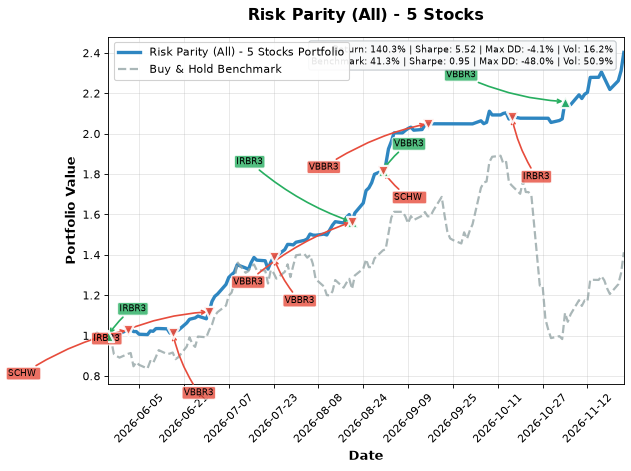 Risk Parity (All) - 5 Stocks
Risk Parity (All) - 5 Stocks Portfolio
Buy & Hold Benchmark
urn: 140.3% | Sharpe: 5.52 | Max DD: -4.1% | Vol: 16.2%
Benchmark: 41.3% | Sharpe: 0.95 | Max DD: -48.0% | Vol: 50.9%
Portfolio Value
2.4
2.2
2.0
1.8
1.6
1.4
1.2
1.0
0.8
VBBR3
VBBR3
IRBR3
VBBR3
IRBR3
SCHW
VBBR3
VBBR3
IRBR3
IRBR3
SCHW
VBBR3
2026-06-05
2026-06-23
2026-07-07
2026-07-23
2026-08-08
2026-08-24
2026-09-09
2026-09-25
2026-10-11
2026-10-27
2026-11-12
Date